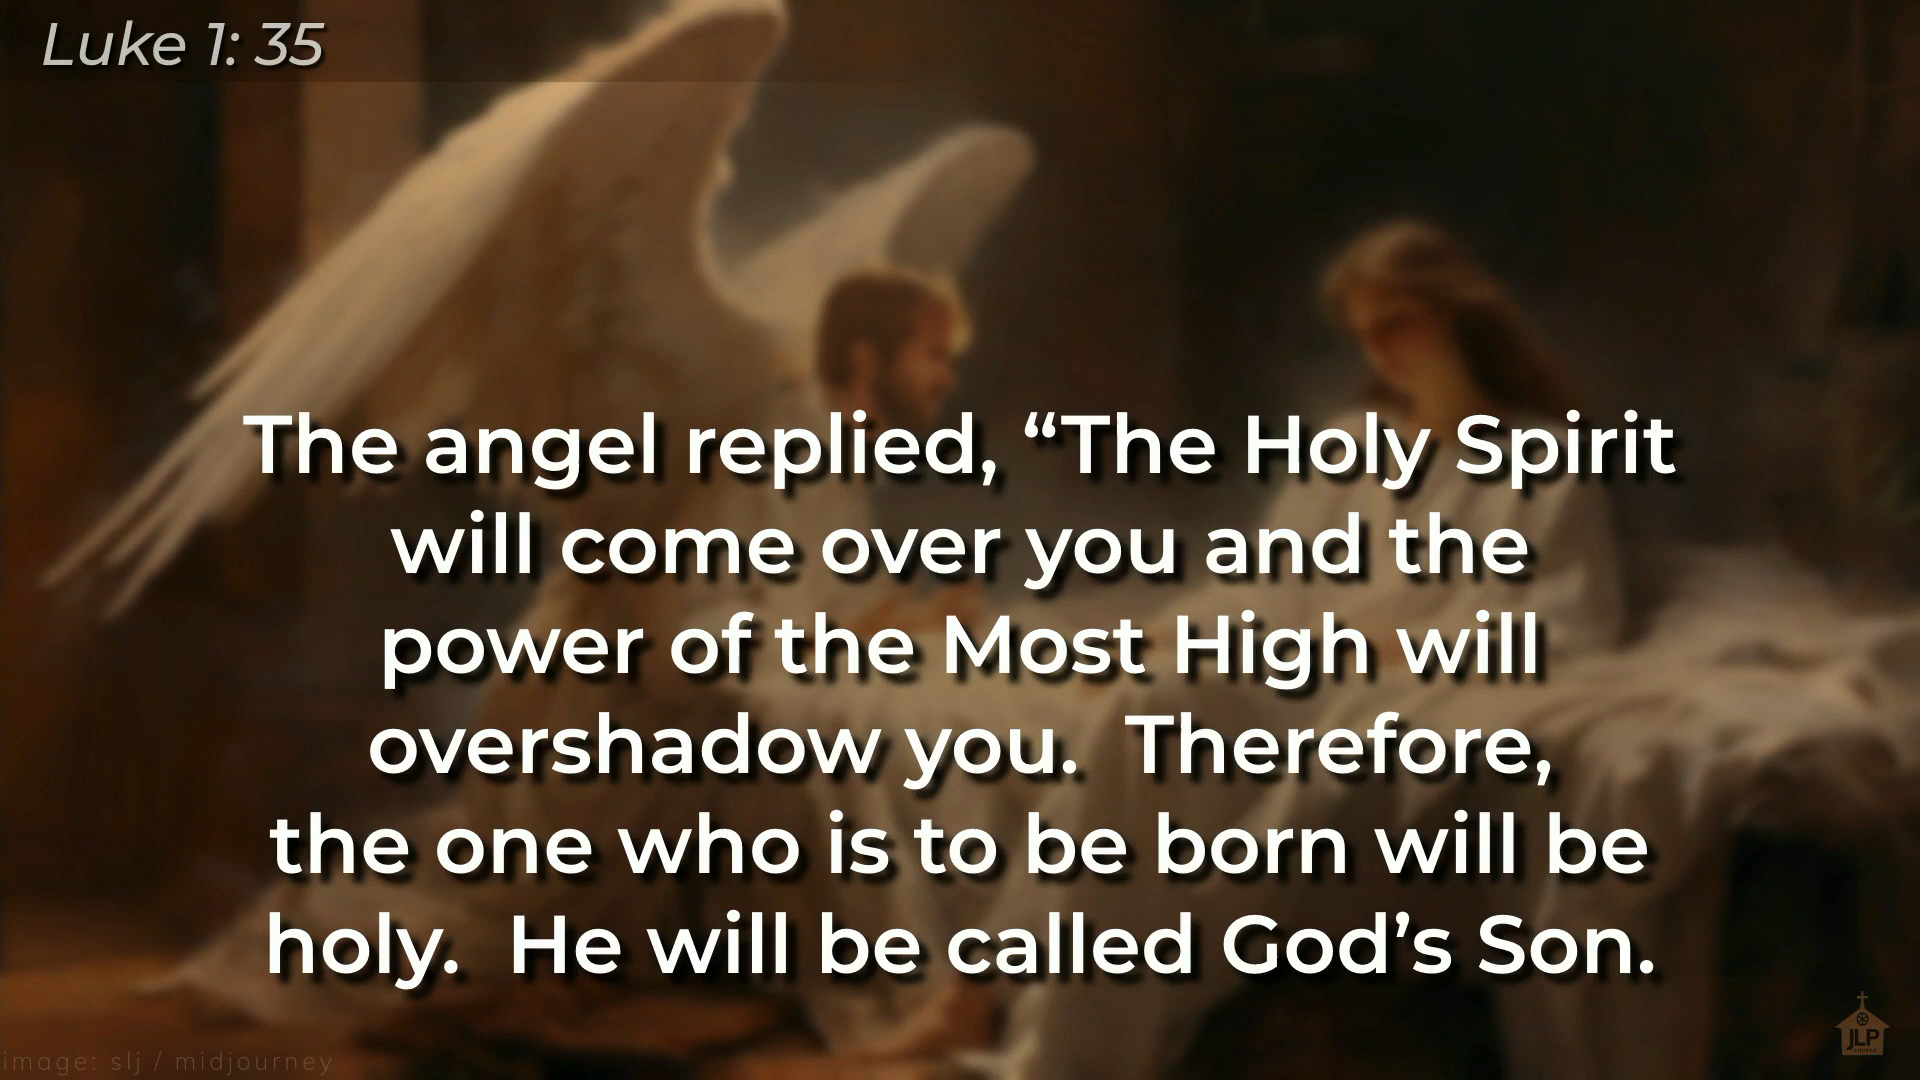 Luke 1: 35
The angel replied, “The Holy Spirit
will come over you and the
power of the Most High will
overshadow you.  Therefore,
the one who is to be born will be
holy.  He will be called God’s Son.
image: slj / midjourney
JLP
CHURCH